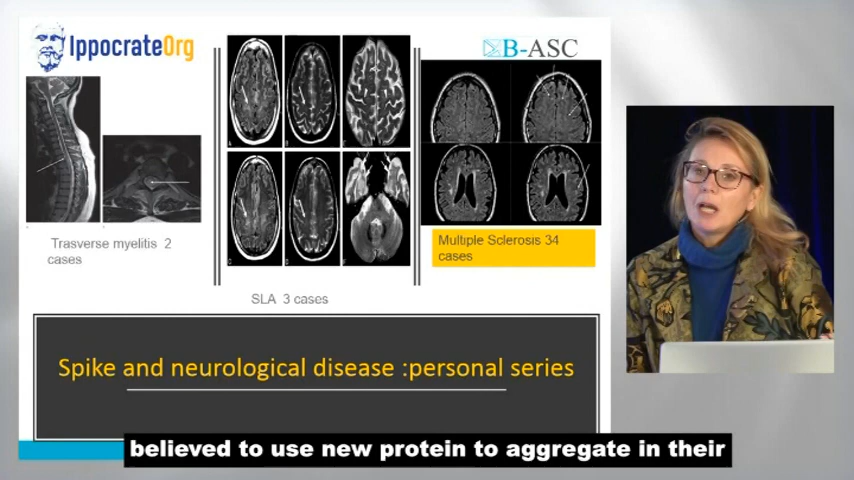 IppocrateOrg
B-ASC
Trasverse myelitis 2
cases
SLA 3 cases
Multiple Sclerosis 34
cases
Spike and neurological disease :personal series
believed to use new protein to aggregate in their